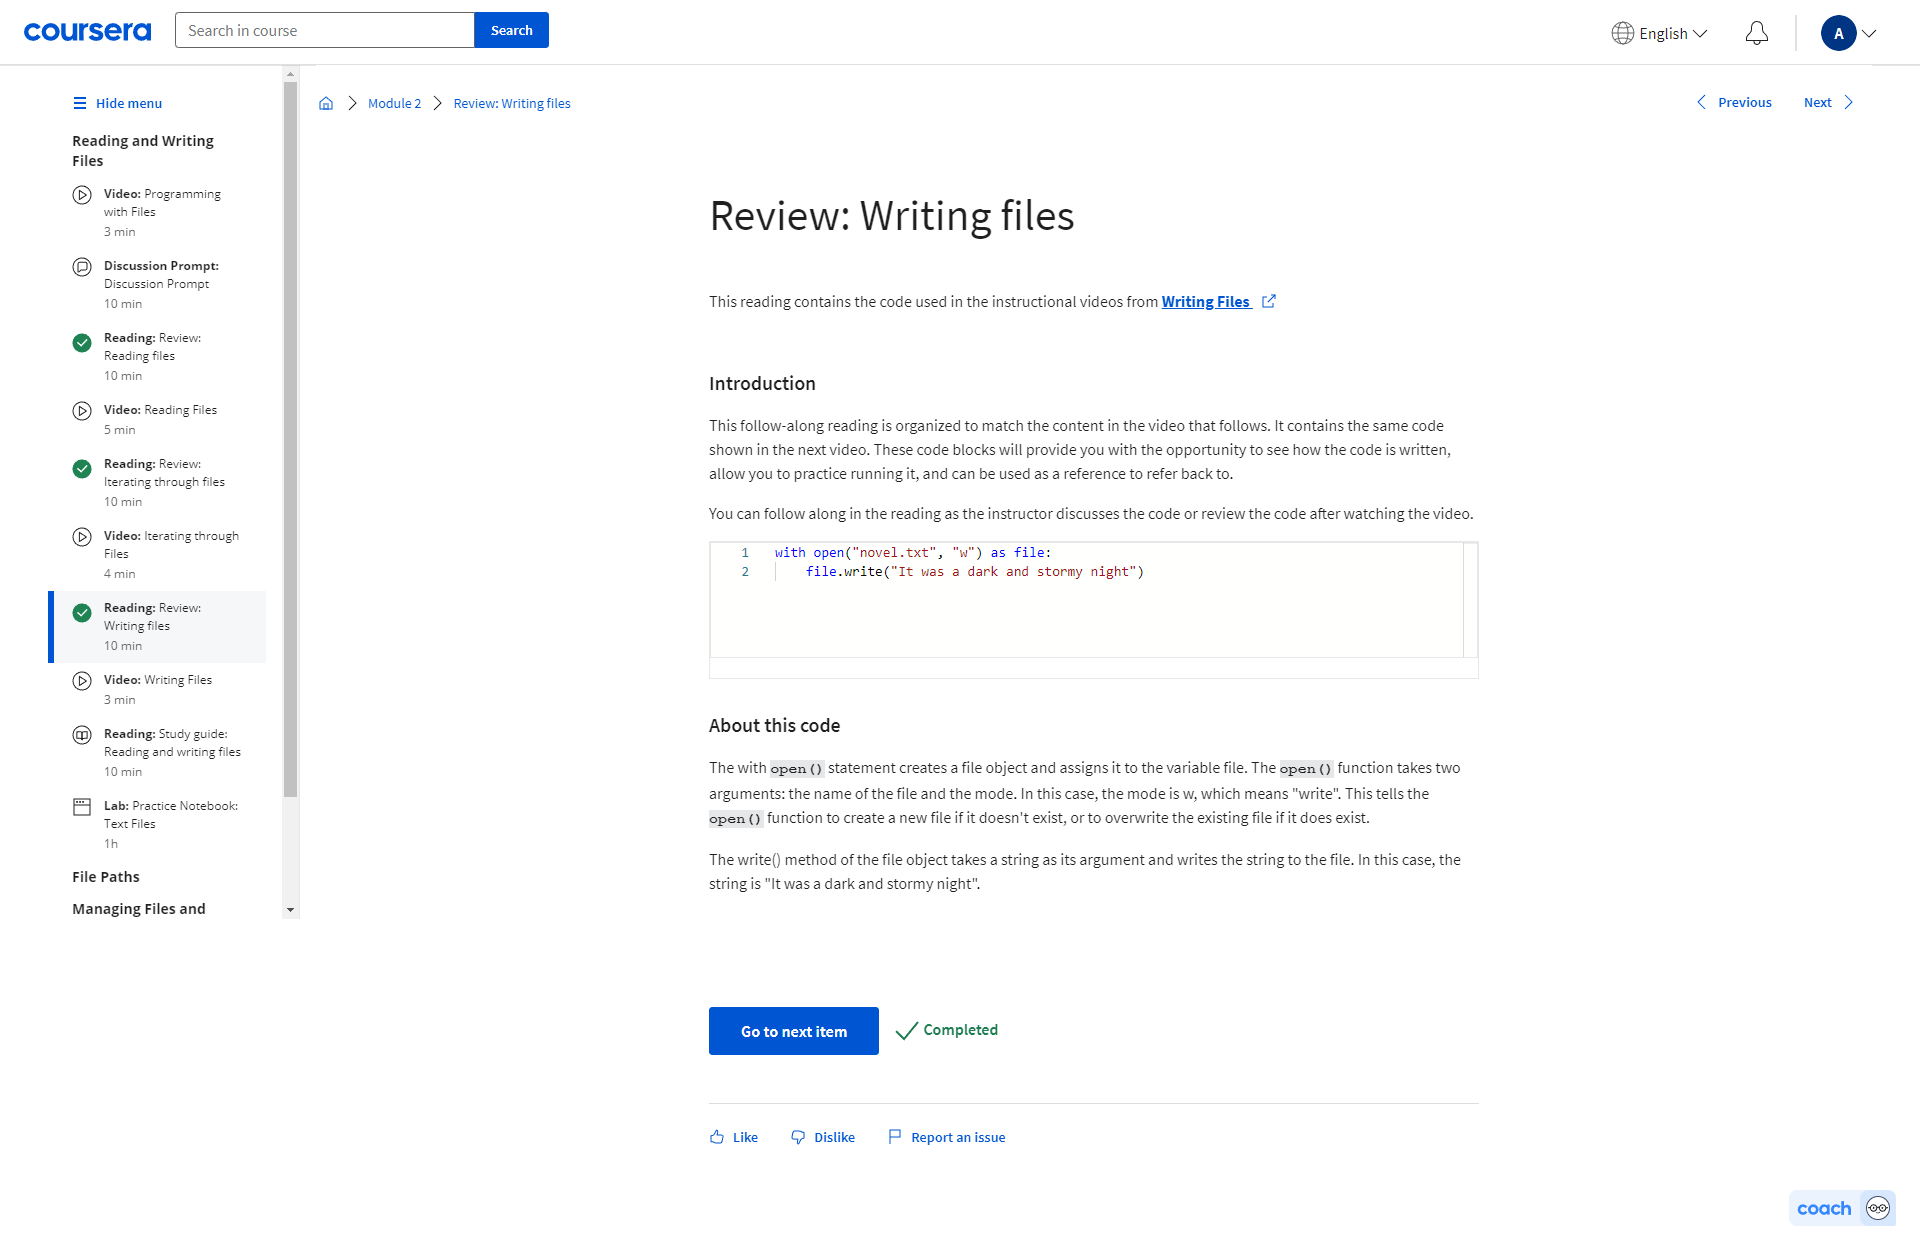 coursera
Search in course
Search
English
A
Hide menu
Reading and Writing
Files
Video: Programming
with Files
3 min
Discussion Prompt:
Discussion Prompt
10 min
Reading: Review:
Reading files
10 min
Video: Reading Files
5 min
Reading: Review:
Iterating through files
10 min
Video: Iterating through
Files
4 min
Reading: Review:
Writing files
10 min
Video: Writing Files
3 min
Reading: Study guide:
Reading and writing files
10 min
Lab: Practice Notebook:
Text Files
1h
File Paths
Managing Files and
Module 2
Review: Writing files
Previous
Next
Review: Writing files
This reading contains the code used in the instructional videos from Writing Files
Introduction
This follow-along reading is organized to match the content in the video that follows. It contains the same code
shown in the next video. These code blocks will provide you with the opportunity to see how the code is written,
allow you to practice running it, and can be used as a reference to refer back to.
You can follow along in the reading as the instructor discusses the code or review the code after watching the video.
1 with open("novel.txt", "w") as file:
2 file.write("It was a dark and stormy night")
About this code
The with open() statement creates a file object and assigns it to the variable file. The open() function takes two
arguments: the name of the file and the mode. In this case, the mode is w, which means "write". This tells the
open() function to create a new file if it doesn't exist, or to overwrite the existing file if it does exist.
The write() method of the file object takes a string as its argument and writes the string to the file. In this case, the
string is "It was a dark and stormy night".
Go to next item
Completed
Like
Dislike
Report an issue
coach